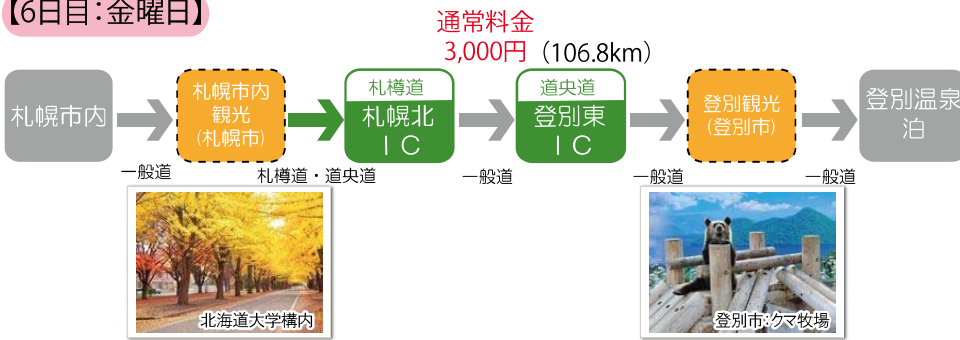 【6日目：金曜日】
通常料金
3,000円（106.8km）
札幌市内
札幌市内
観光
(札幌市)
札樽道
札幌北
ＩＣ
道央道
登別東
ＩＣ
登別観光
(登別市)
登別温泉
泊
一般道
札樽道・道央道
一般道
一般道
一般道
北海道大学構内
登別市：クマ牧場